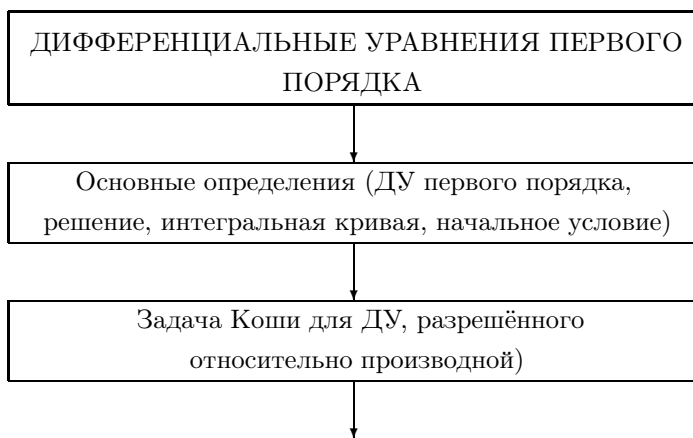 ДИФФЕРЕНЦИАЛЬНЫЕ УРАВНЕНИЯ ПЕРВОГО
ПОРЯДКА
Основные определения (ДУ первого порядка,
решение, интегральная кривая, начальное условие)
Задача Коши для ДУ, разрешённого
относительно производной)